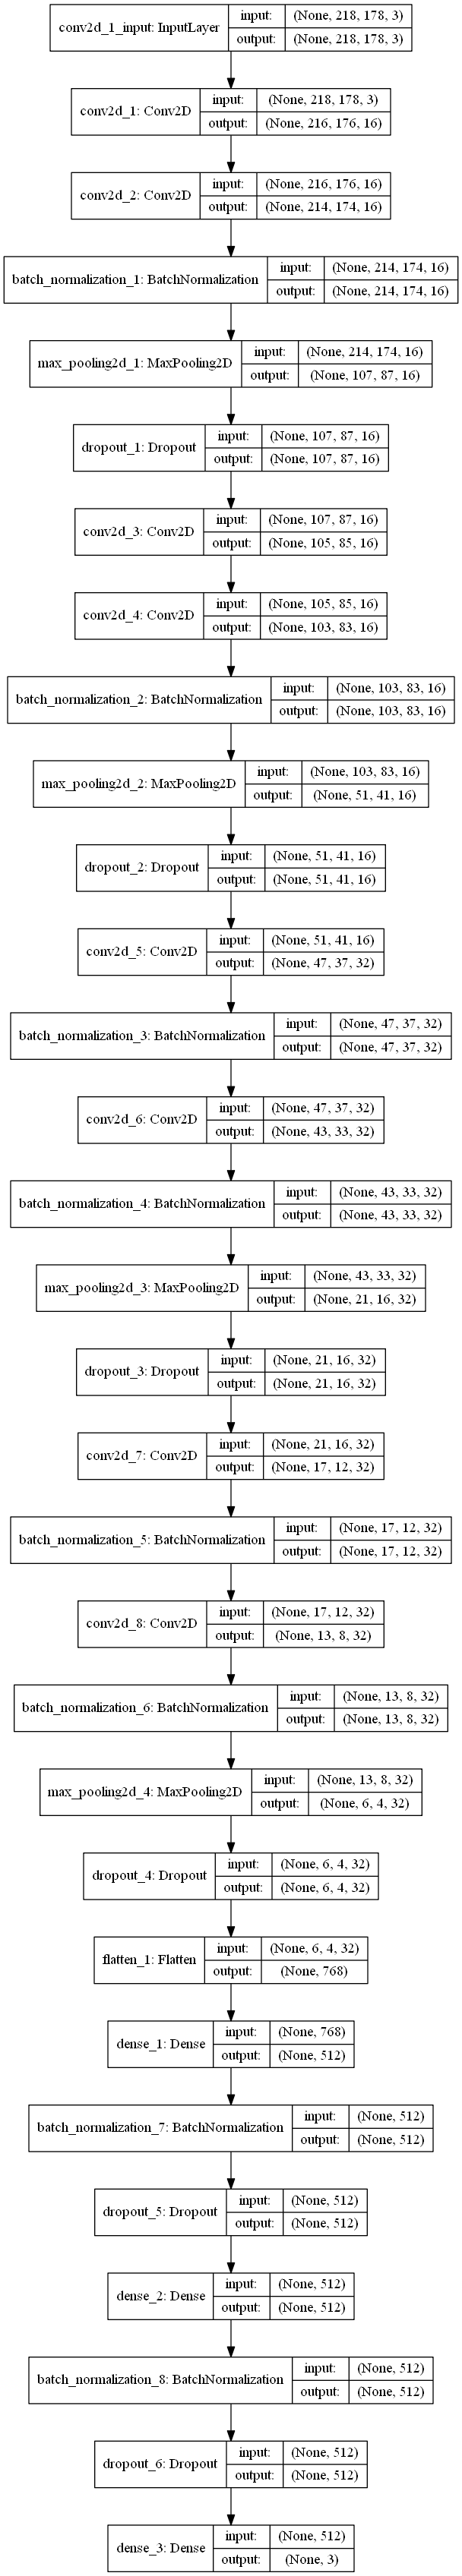 conv2d_1_input: InputLayer input: (None, 218, 178, 3)
output: (None, 218, 178, 3)
conv2d_1: Conv2D input: (None, 218, 178, 3)
output: (None, 216, 176, 16)
conv2d_2: Conv2D input: (None, 216, 176, 16)
output: (None, 214, 174, 16)
batch_normalization_1: BatchNormalization input: (None, 214, 174, 16)
output: (None, 214, 174, 16)
max_pooling2d_1: MaxPooling2D input: (None, 214, 174, 16)
output: (None, 107, 87, 16)
dropout_1: Dropout input: (None, 107, 87, 16)
output: (None, 107, 87, 16)
conv2d_3: Conv2D input: (None, 107, 87, 16)
output: (None, 105, 85, 16)
conv2d_4: Conv2D input: (None, 105, 85, 16)
output: (None, 103, 83, 16)
batch_normalization_2: BatchNormalization input: (None, 103, 83, 16)
output: (None, 103, 83, 16)
max_pooling2d_2: MaxPooling2D input: (None, 103, 83, 16)
output: (None, 51, 41, 16)
dropout_2: Dropout input: (None, 51, 41, 16)
output: (None, 51, 41, 16)
conv2d_5: Conv2D input: (None, 51, 41, 16)
output: (None, 47, 37, 32)
batch_normalization_3: BatchNormalization input: (None, 47, 37, 32)
output: (None, 47, 37, 32)
conv2d_6: Conv2D input: (None, 47, 37, 32)
output: (None, 43, 33, 32)
batch_normalization_4: BatchNormalization input: (None, 43, 33, 32)
output: (None, 43, 33, 32)
max_pooling2d_3: MaxPooling2D input: (None, 43, 33, 32)
output: (None, 21, 16, 32)
dropout_3: Dropout input: (None, 21, 16, 32)
output: (None, 21, 16, 32)
conv2d_7: Conv2D input: (None, 21, 16, 32)
output: (None, 17, 12, 32)
batch_normalization_5: BatchNormalization input: (None, 17, 12, 32)
output: (None, 17, 12, 32)
conv2d_8: Conv2D input: (None, 17, 12, 32)
output: (None, 13, 8, 32)
batch_normalization_6: BatchNormalization input: (None, 13, 8, 32)
output: (None, 13, 8, 32)
max_pooling2d_4: MaxPooling2D input: (None, 13, 8, 32)
output: (None, 6, 4, 32)
dropout_4: Dropout input: (None, 6, 4, 32)
output: (None, 6, 4, 32)
flatten_1: Flatten input: (None, 6, 4, 32)
output: (None, 768)
dense_1: Dense input: (None, 768)
output: (None, 512)
batch_normalization_7: BatchNormalization input: (None, 512)
output: (None, 512)
dropout_5: Dropout input: (None, 512)
output: (None, 512)
dense_2: Dense input: (None, 512)
output: (None, 512)
batch_normalization_8: BatchNormalization input: (None, 512)
output: (None, 512)
dropout_6: Dropout input: (None, 512)
output: (None, 512)
dense_3: Dense input: (None, 512)
output: (None, 3)